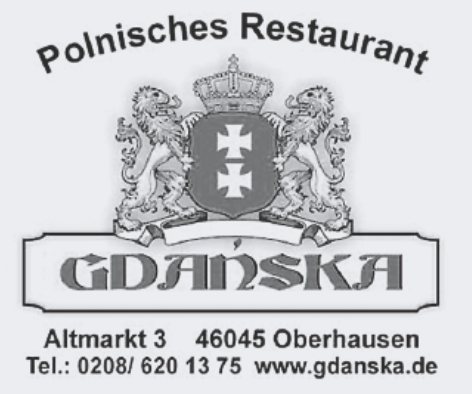 Polnisches Restaurant
GDAŃSKA
Altmarkt 3 46045 Oberhausen
Tel.: 0208/ 620 13 75 www.gdanska.de